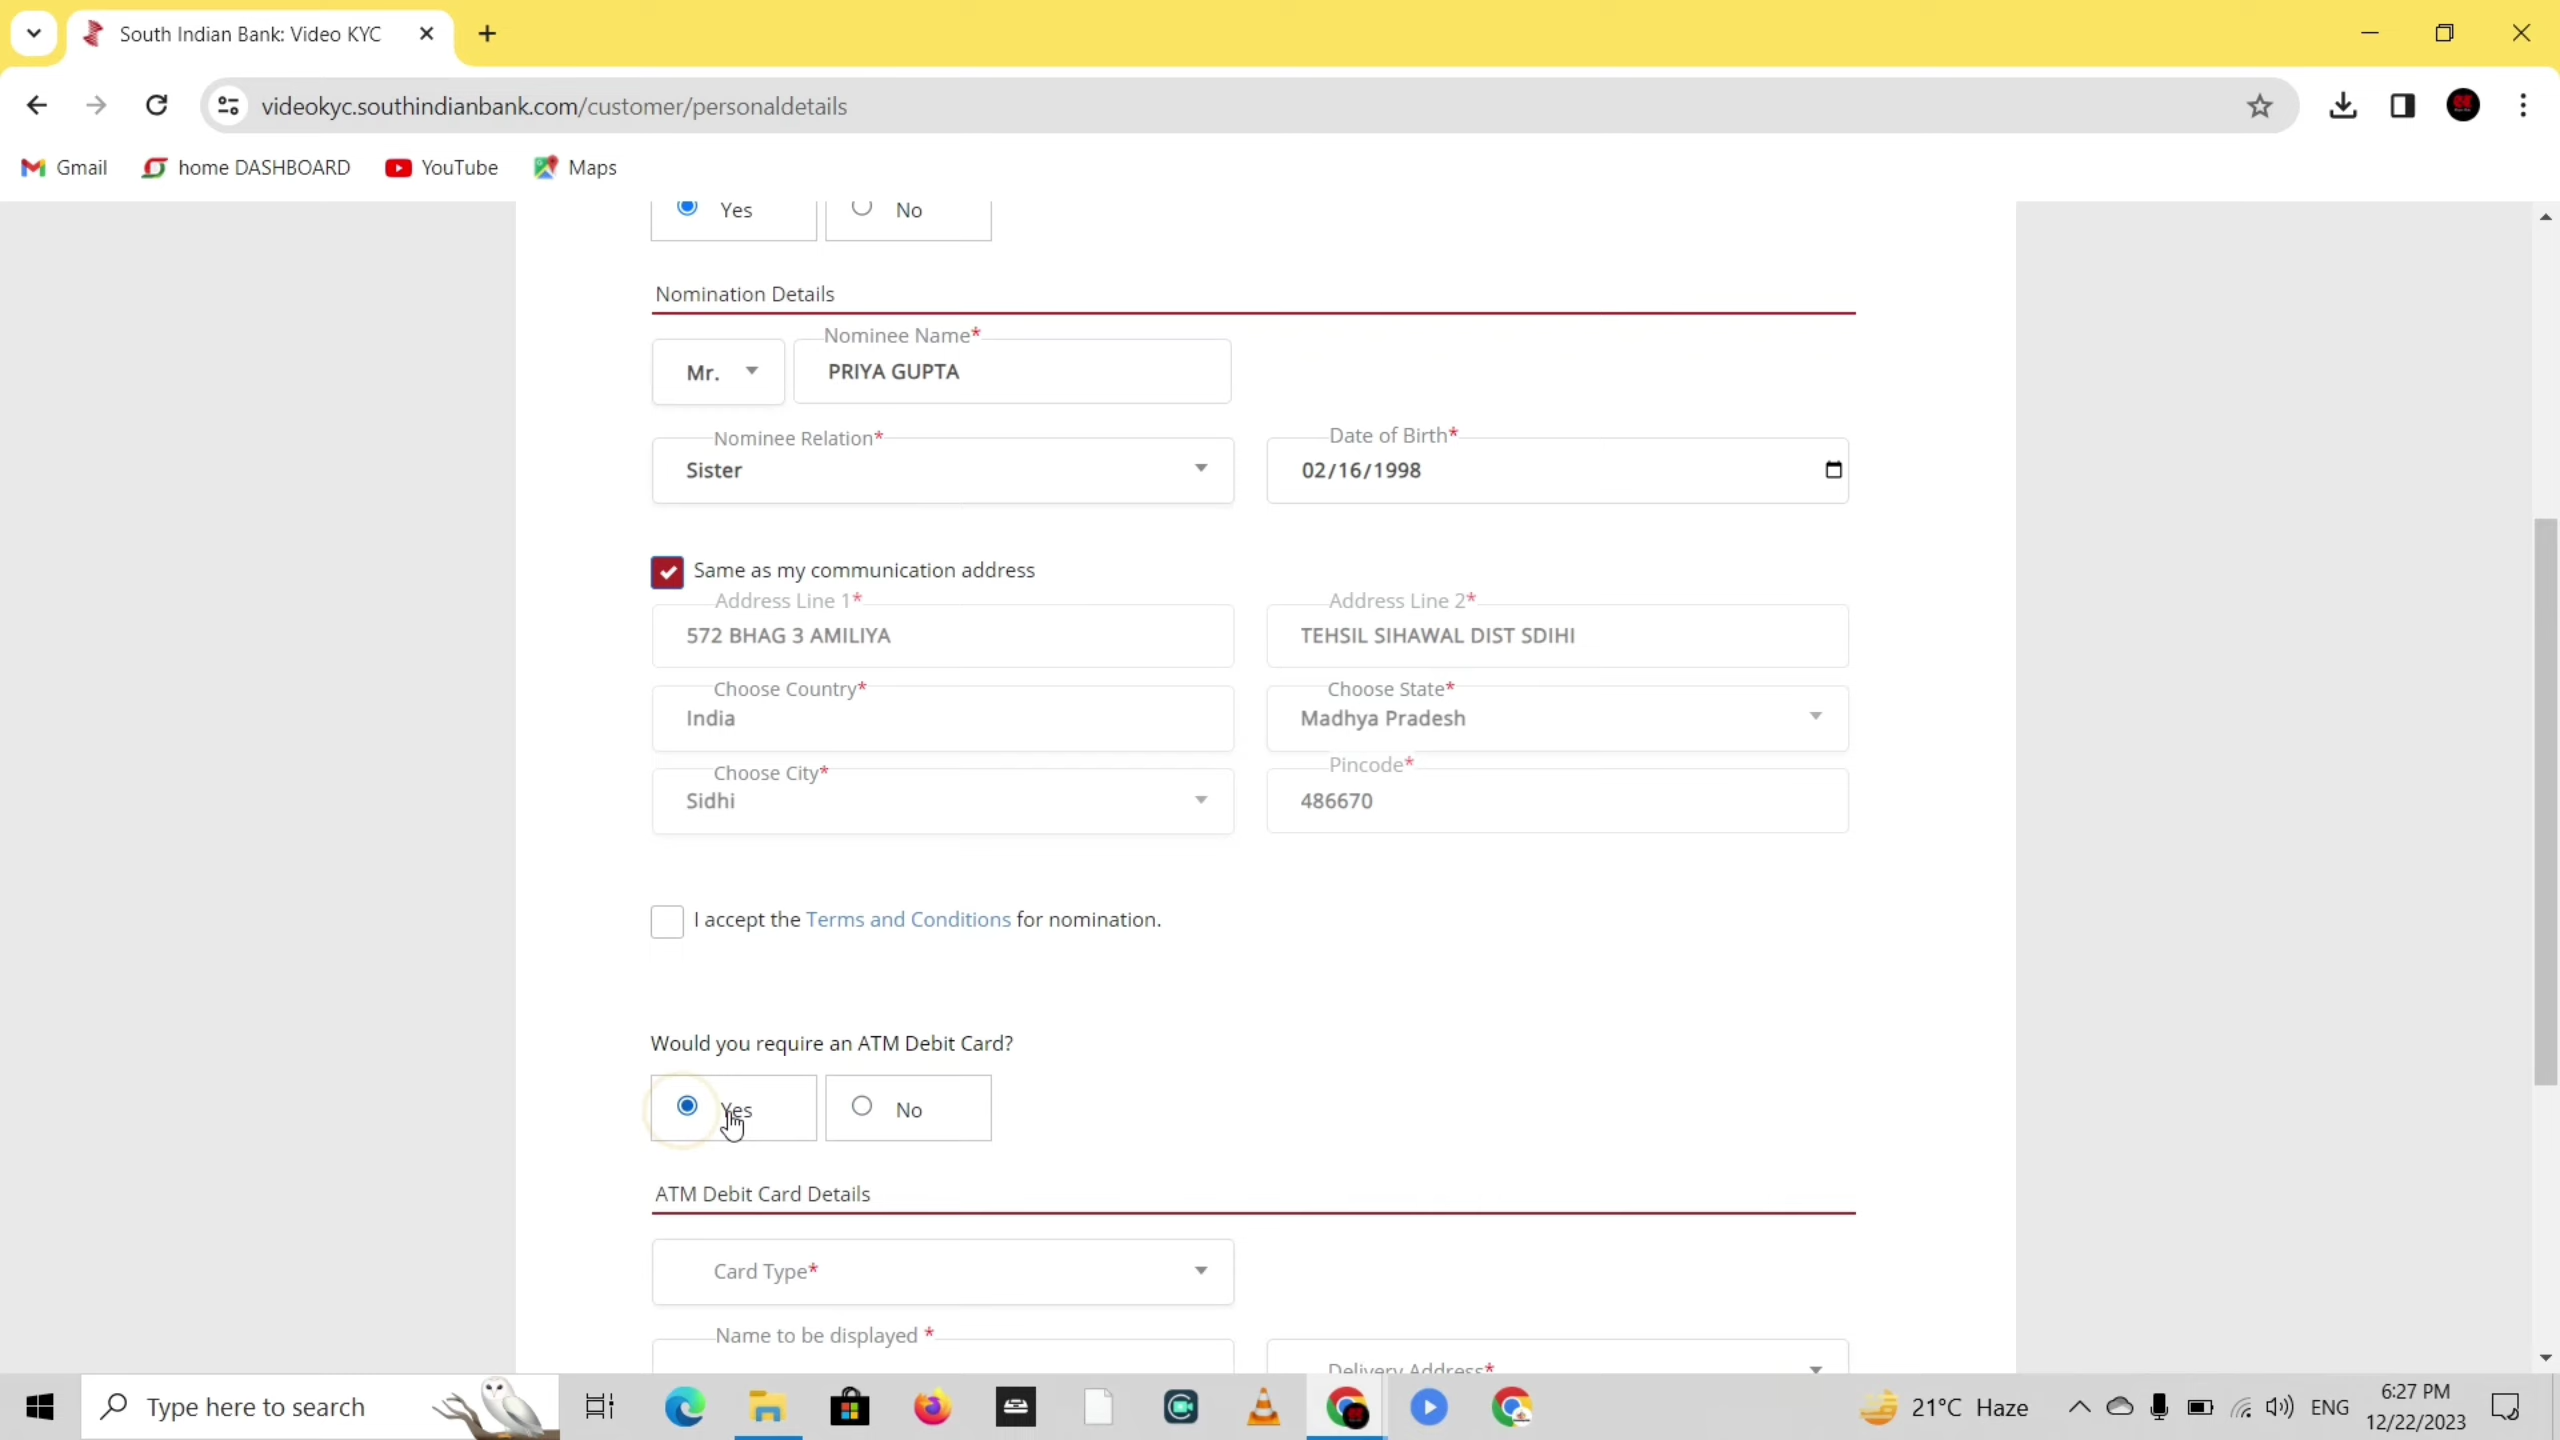 South Indian Bank: Video KYC
videokyc.southindianbank.com/customer/personaldetails
Gmail
home DASHBOARD
YouTube
Maps
Yes
No
Nomination Details
Nominee Name*
Mr.
PRIYA GUPTA
Nominee Relation*
Sister
Date of Birth*
02/16/1998
Same as my communication address
Address Line 1*
572 BHAG 3 AMILIYA
Address Line 2*
TEHSIL SIHAWAL DIST SDIHI
Choose Country*
India
Choose State*
Madhya Pradesh
Choose City*
Sidhi
Pincode*
486670
I accept the Terms and Conditions for nomination.
Would you require an ATM Debit Card?
Yes
No
ATM Debit Card Details
Card Type*
Name to be displayed *
Delivery Address*
Type here to search
21°C Haze
ENG
6:27 PM
12/22/2023